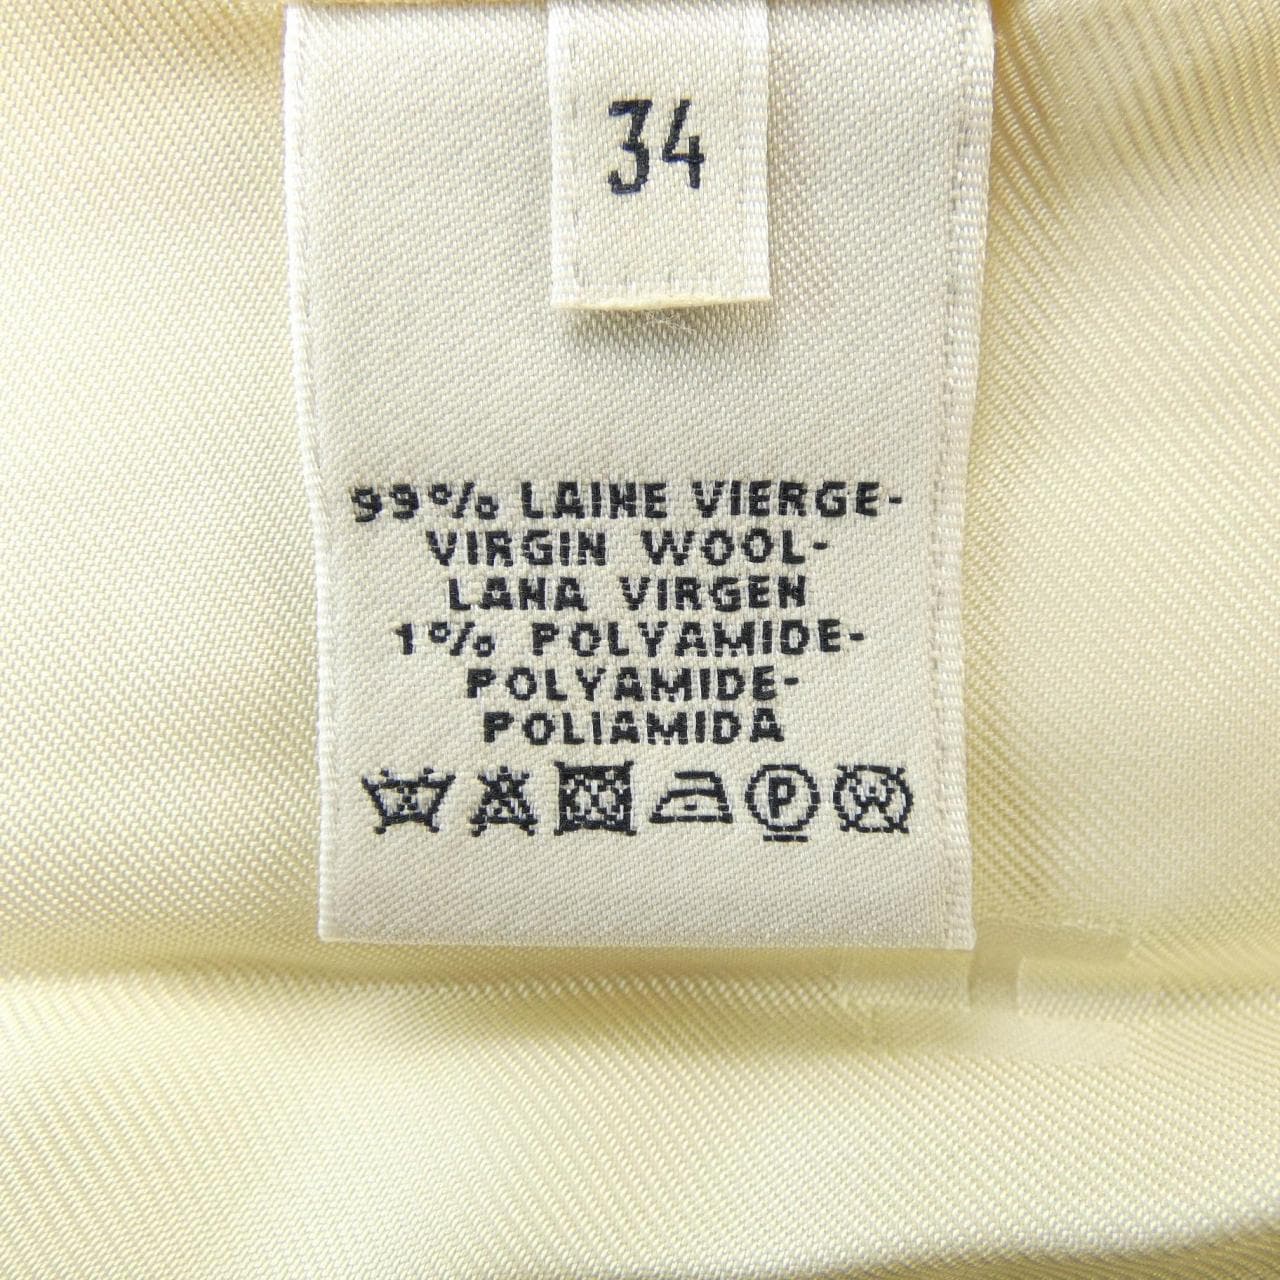 34
99% LAINE VIERGE-
VIRGIN WOOL-
LANA VIRGEN
1% POLYAMIDE-
POLYAMIDE-
POLIAMIDA
P W